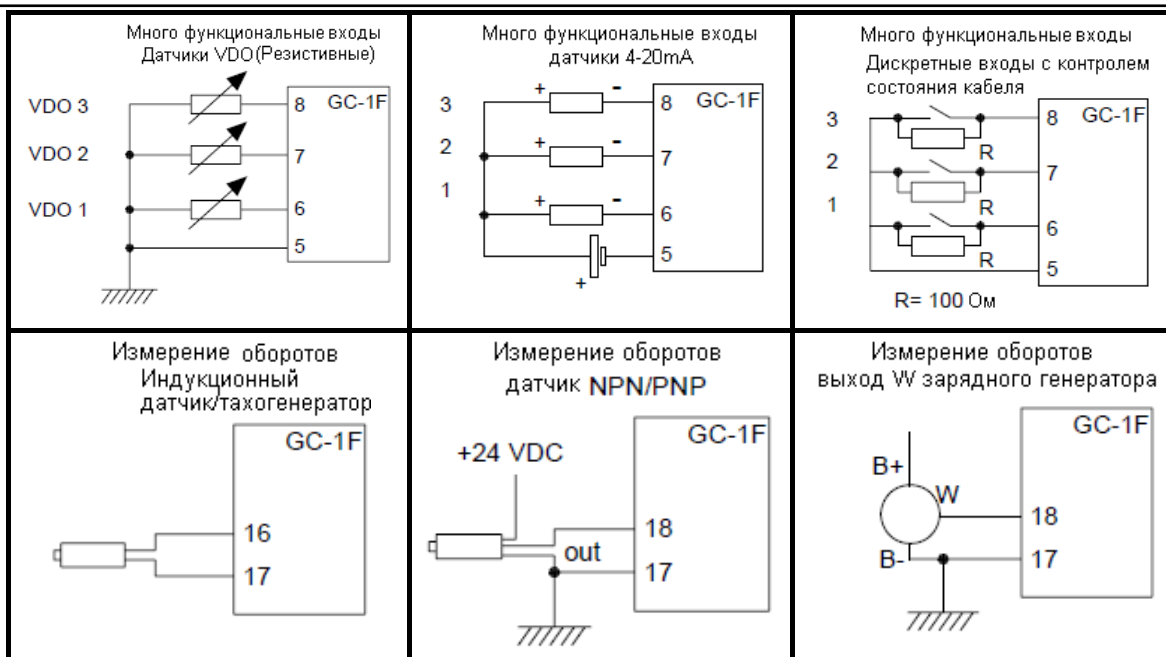 Много функциональные входы
Датчики VDO(Резистивные)
VDO 3
8
GC-1F
VDO 2
7
VDO 1
6
5
Много функциональные входы
датчики 4-20mA
3
+
-
8
GC-1F
2
+
-
7
1
+
-
6
5
+
Много функциональные входы
Дискретные входы с контролем
состояния кабеля
3
8
GC-1F
R
2
7
R
1
6
R
5
R= 100 Ом
Измерение оборотов
Индукционный
датчик/тахогенератор
GC-1F
16
17
Измерение оборотов
датчик NPN/PNP
GC-1F
+24 VDC
18
out
17
Измерение оборотов
выход W зарядного генератора
GC-1F
B+
W
18
B-
17